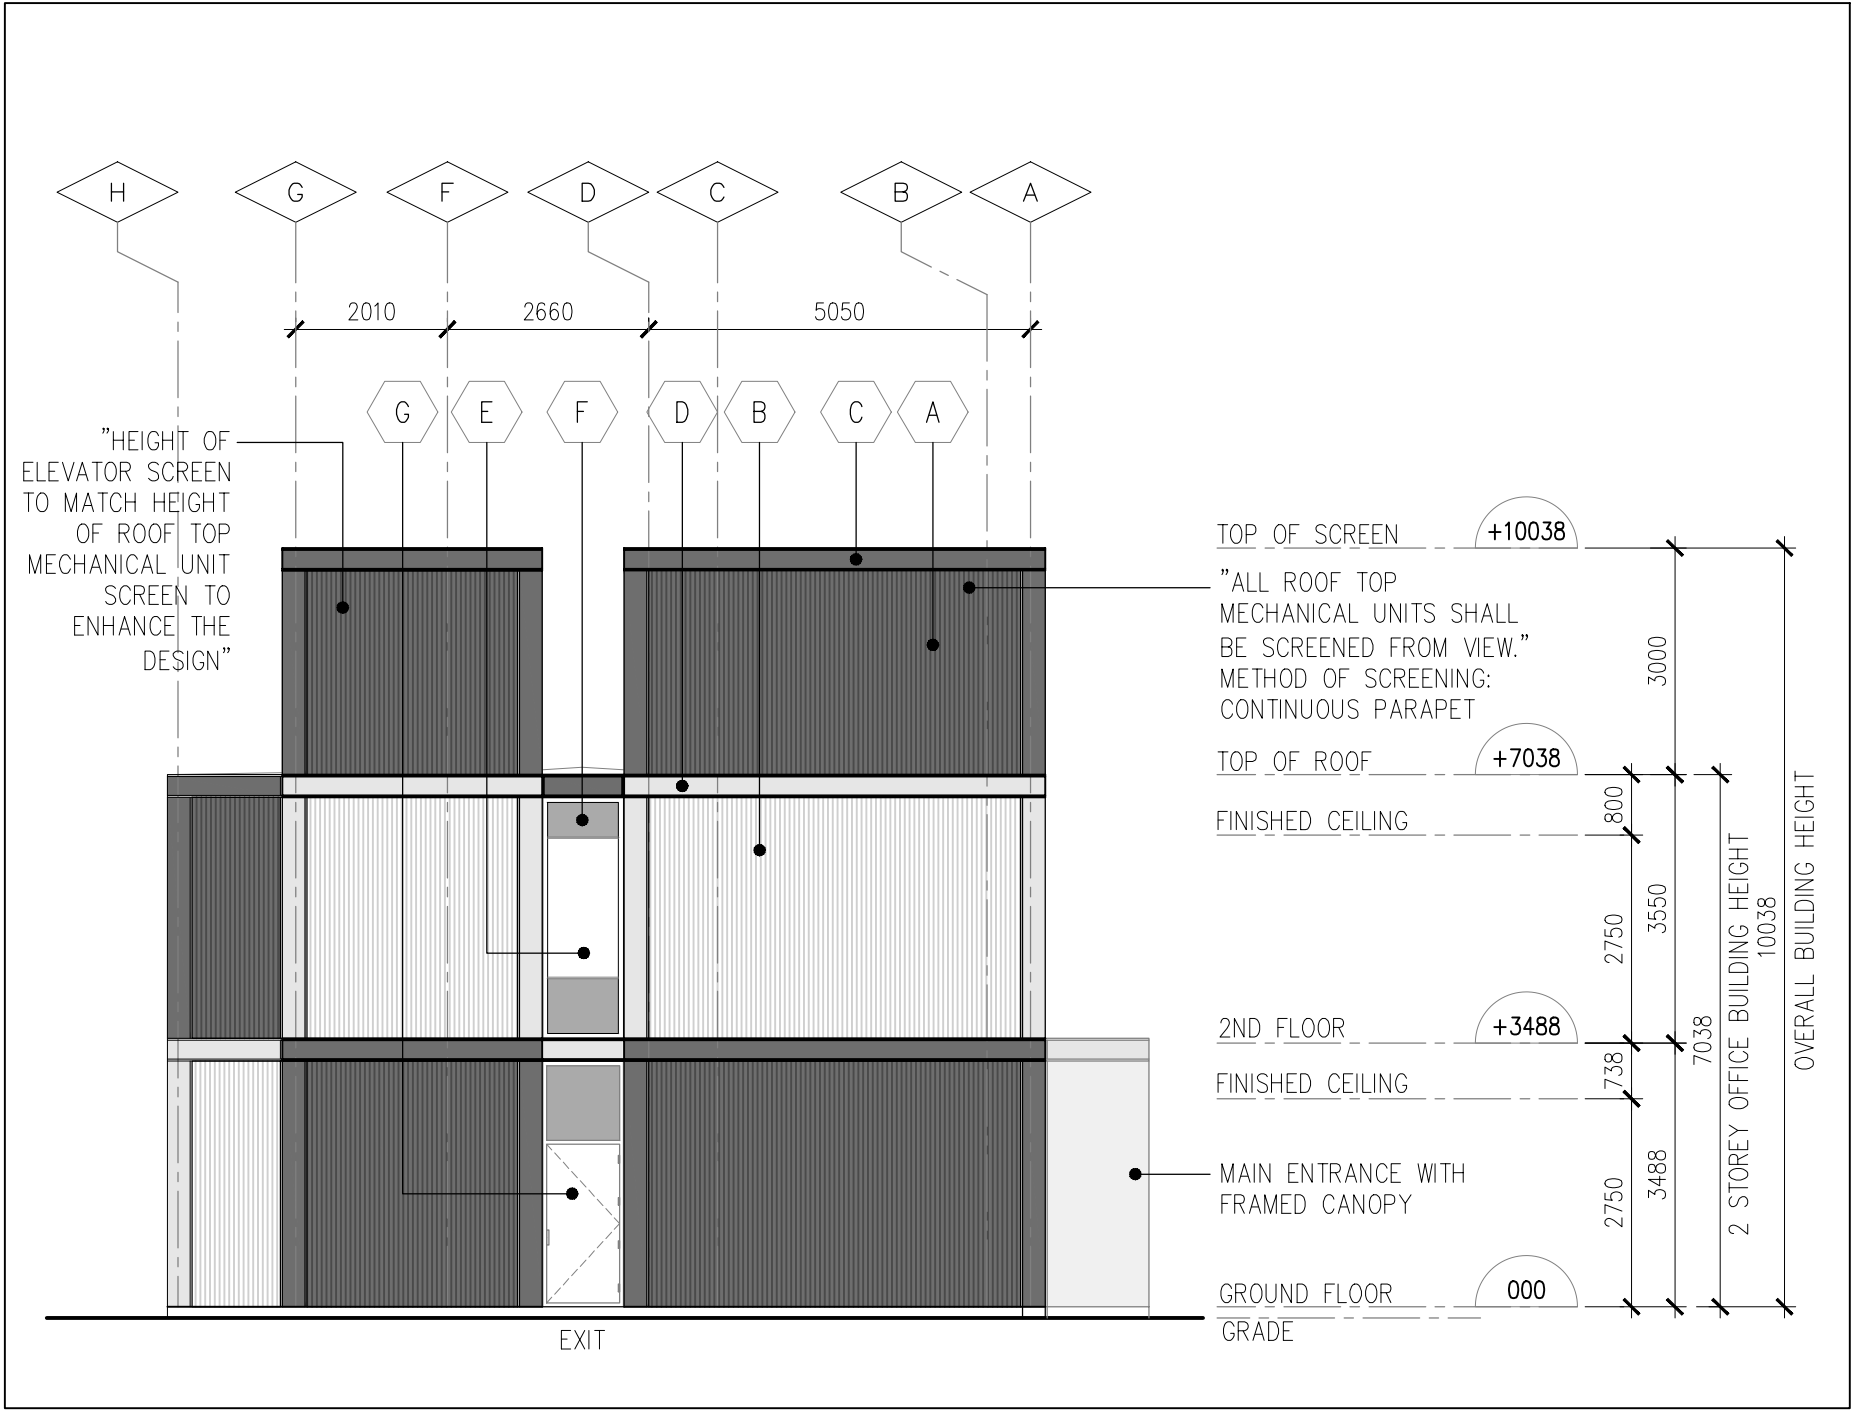 H G F D C B A
2010 2660 5050
G E F D B C A
"HEIGHT OF
ELEVATOR SCREEN
TO MATCH HEIGHT
OF ROOF TOP
MECHANICAL UNIT
SCREEN TO
ENHANCE THE
DESIGN"
TOP OF SCREEN +10038
"ALL ROOF TOP
MECHANICAL UNITS SHALL
BE SCREENED FROM VIEW."
METHOD OF SCREENING:
CONTINUOUS PARAPET
TOP OF ROOF +7038
FINISHED CEILING
2ND FLOOR +3488
FINISHED CEILING
MAIN ENTRANCE WITH
FRAMED CANOPY
GROUND FLOOR 000
GRADE
EXIT
800
2750
738
2750
3000
3550
3488
7038
2 STOREY OFFICE BUILDING HEIGHT
10038
OVERALL BUILDING HEIGHT